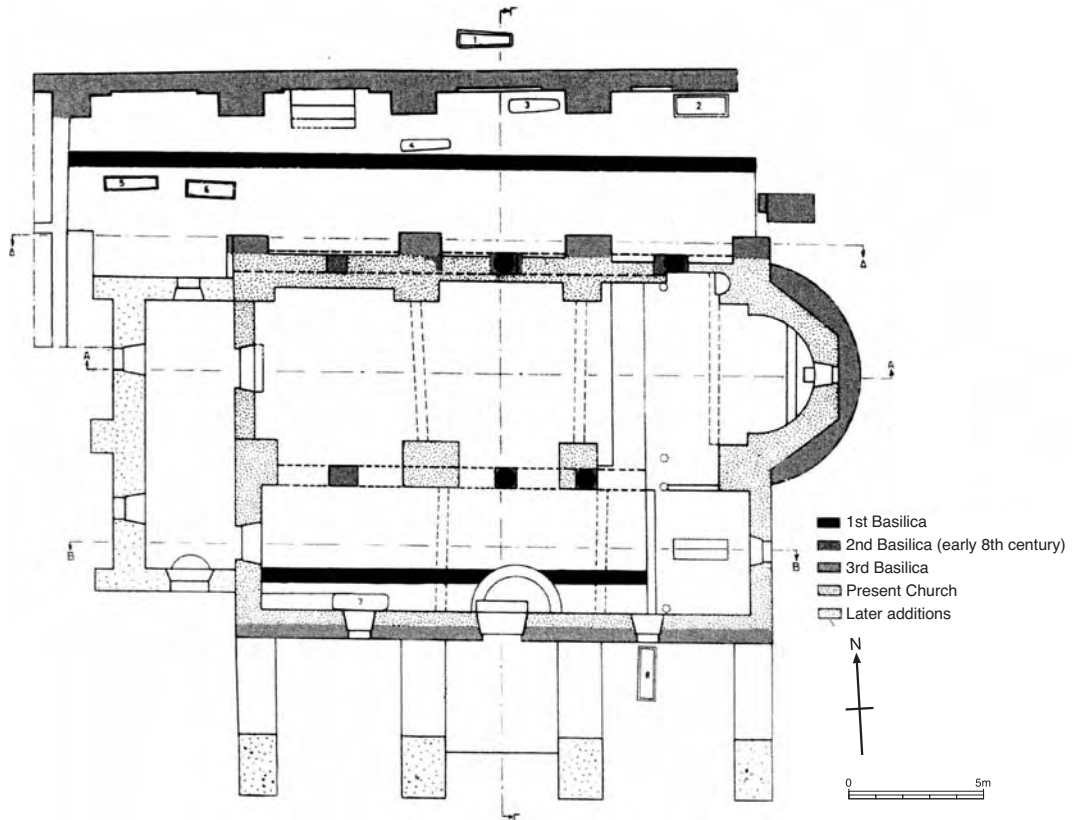 Γ
1
2
3
4
5
6
Δ
Δ
A
A
B
B
7
8
Γ
1st Basilica
2nd Basilica (early 8th century)
3rd Basilica
Present Church
Later additions
N
0 5m